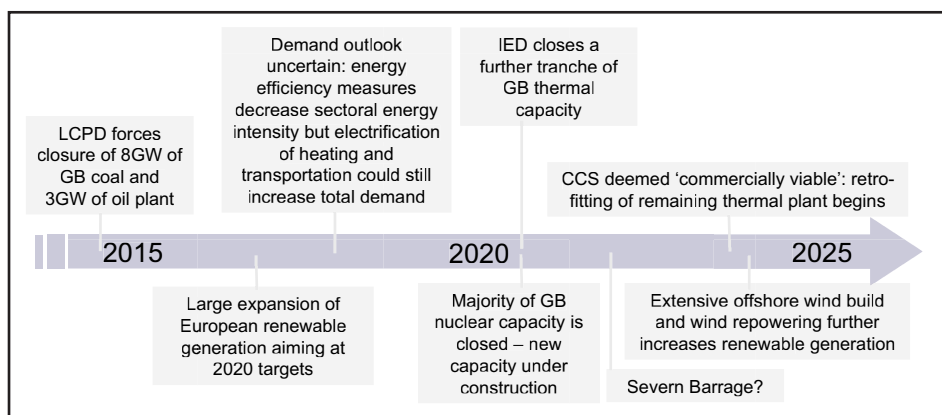 LCPD forces
closure of 8GW of
GB coal and
3GW of oil plant
Demand outlook
uncertain: energy
efficiency measures
decrease sectoral energy
intensity but electrification
of heating and
transportation could still
increase total demand
IED closes a
further tranche of
GB thermal
capacity
CCS deemed ‘commercially viable’: retro-
fitting of remaining thermal plant begins
2015
2020
2025
Large expansion of
European renewable
generation aiming at
2020 targets
Majority of GB
nuclear capacity is
closed – new
capacity under
construction
Severn Barrage?
Extensive offshore wind build
and wind repowering further
increases renewable generation